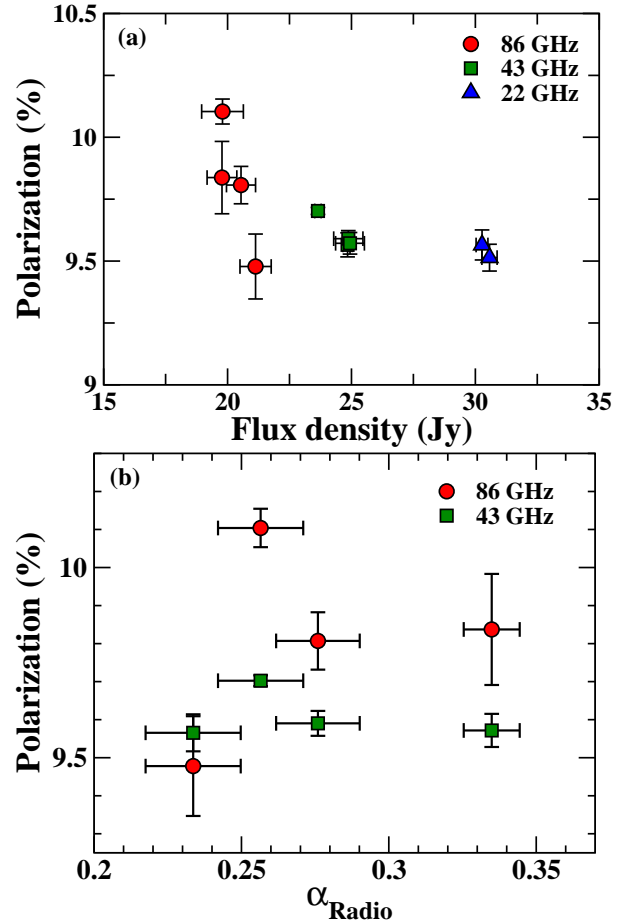 (a)
86 GHz
43 GHz
22 GHz
10.5
10
9.5
9
Polarization (%)
15 20 25 30 35
Flux density (Jy)
(b)
86 GHz
43 GHz
10
9.5
Polarization (%)
0.2 0.25 0.3 0.35
α_Radio